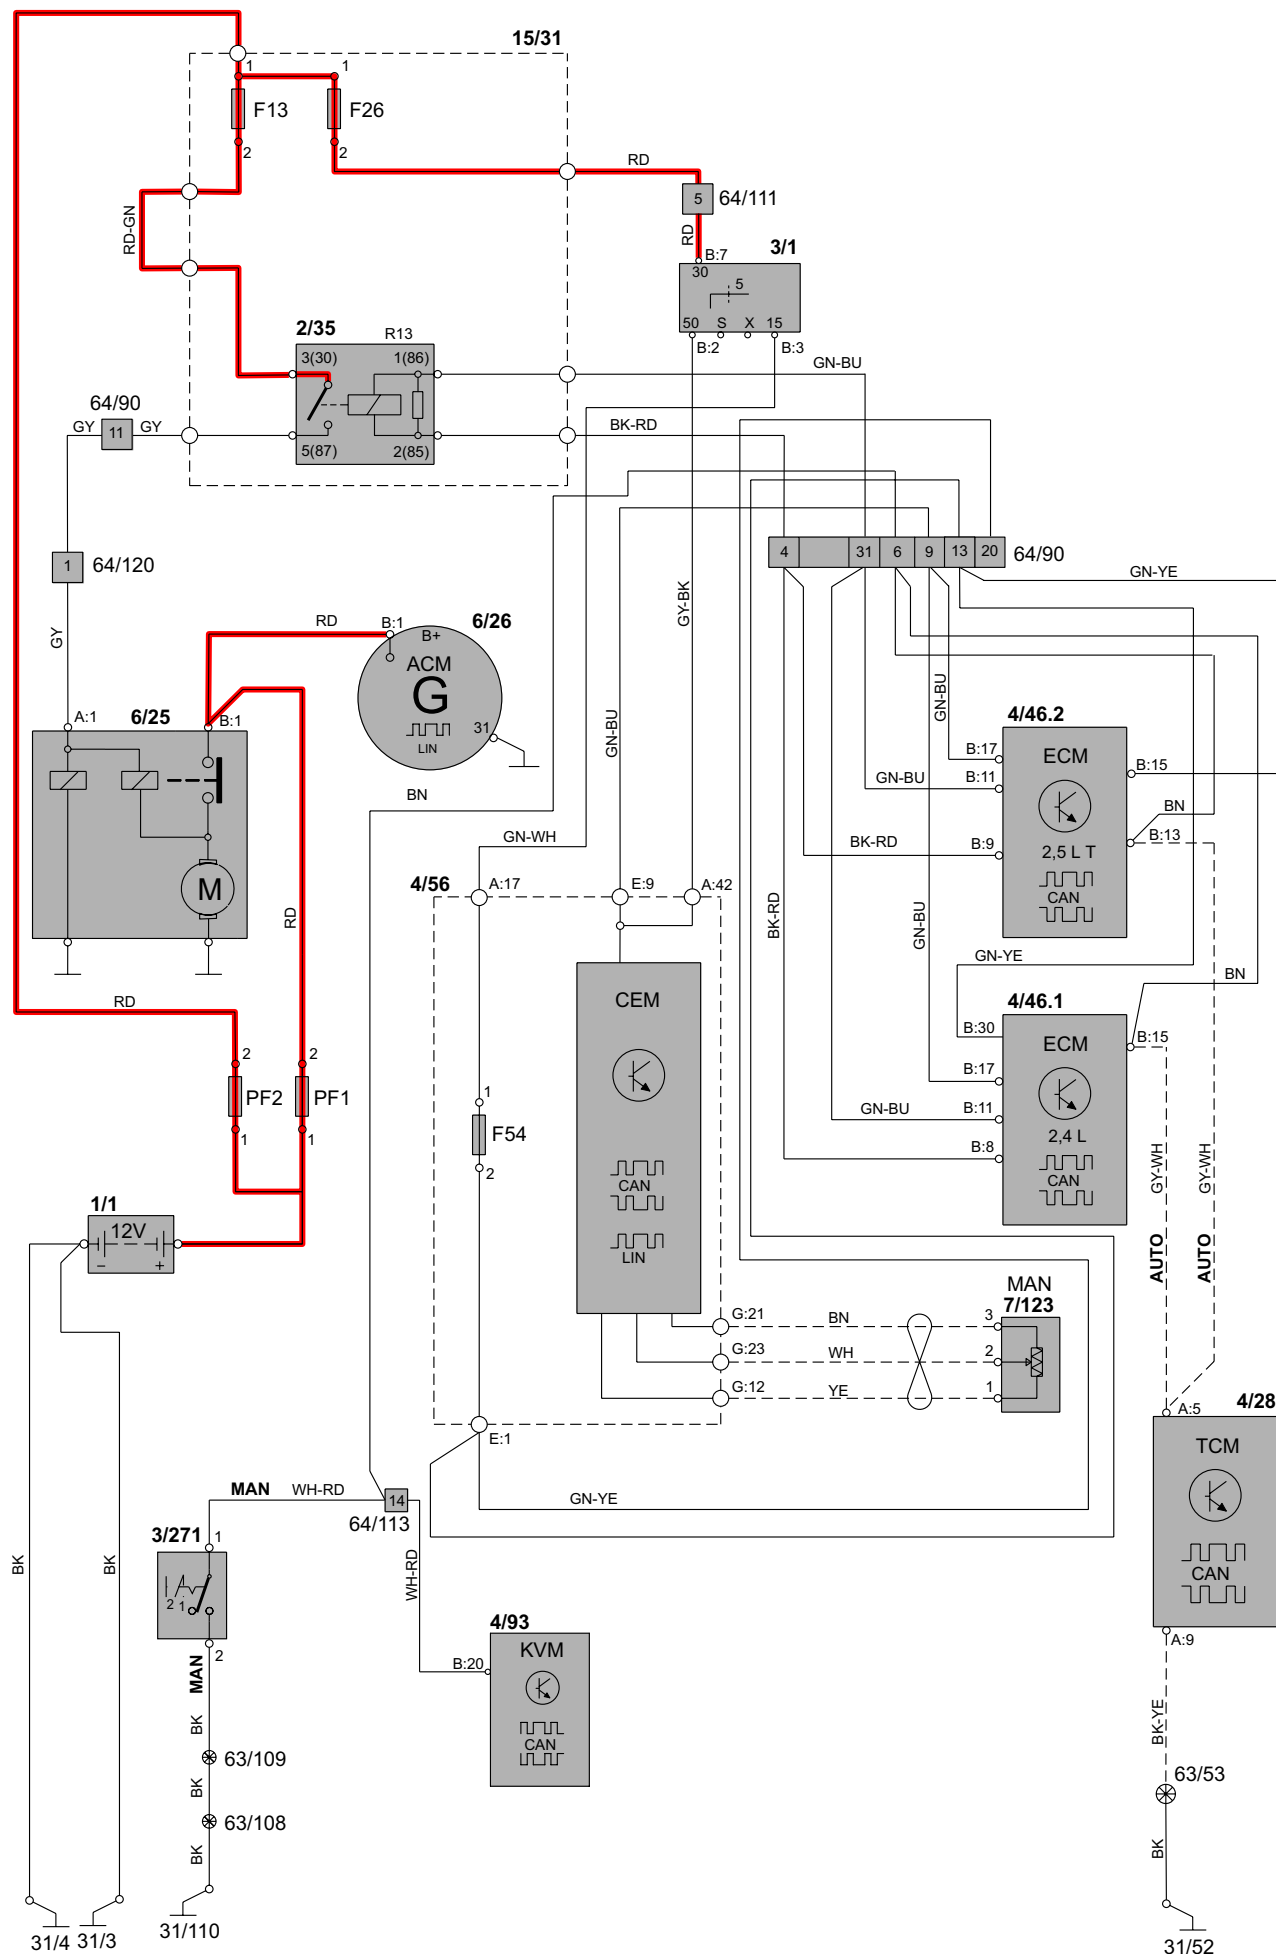 15/31
1
1
F13
F26
2
2
RD
5
64/111
RD-GN
RD
B:7
3/1
30
5
50
S
X
15
B:2
B:3
2/35
R13
3(30)
1(86)
GN-BU
64/90
GY
11
GY
BK-RD
5(87)
2(85)
4
31
6
9
13
20
64/90
1
64/120
GN-YE
GY-BK
RD
B:1
6/26
B+
ACM
G
LIN
31
GY
A:1
6/25
B:1
GN-BU
GN-BU
4/46.2
B:17
ECM
B:15
GN-BU
B:11
BN
BN
B:13
GN-WH
BK-RD
B:9
2,5 L T
CAN
M
4/56
A:17
E:9
A:42
RD
BK-RD
GN-BU
GN-YE
BN
CEM
RD
4/46.1
B:30
ECM
B:15
2
2
B:17
PF2
PF1
1
GN-BU
B:11
1
1
F54
2,4 L
2
B:8
CAN
GY-WH
GY-WH
CAN
1/1
12V
–
+
LIN
AUTO
AUTO
MAN
7/123
G:21
BN
3
G:23
WH
2
G:12
YE
1
E:1
A:5
4/28
TCM
MAN
WH-RD
14
GN-YE
64/113
3/271
1
BK
BK
WH-RD
CAN
2
1
4/93
2
KVM
A:9
MAN
B:20
BK
CAN
BK-YE
63/109
BK
63/53
63/108
BK
BK
31/4
31/3
31/110
31/52